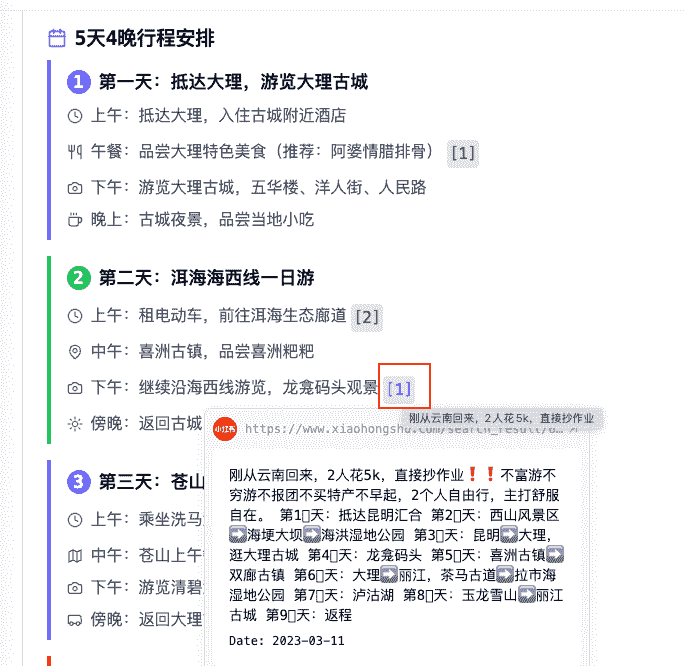 5天4晚行程安排
1 第一天：抵达大理，游览大理古城
上午：抵达大理，入住古城附近酒店
午餐：品尝大理特色美食（推荐：阿婆情腊排骨） [1]
下午：游览大理古城，五华楼、洋人街、人民路
晚上：古城夜景，品尝当地小吃
2 第二天：洱海海西线一日游
上午：租电动车，前往洱海生态廊道 [2]
中午：喜洲古镇，品尝喜洲粑粑
下午：继续沿海西线游览，龙龛码头观景 [1]
刚从云南回来，2人花5k，直接抄作业
傍晚：返回古城
小红书 https://www.xiaohongshu.com/search_result/6…
刚从云南回来，2人花5k，直接抄作业❗❗不富游不
穷游不报团不买特产不早起，2个人自由行，主打舒服
自在。 第1天：抵达昆明汇合 第2天：西山风景区
➡海埂大坝➡海洪湿地公园 第3天：昆明➡大理，
逛大理古城 第4天：龙龛码头 第5天：喜洲古镇➡
双廊古镇 第6天：大理➡丽江，茶马古道➡拉市海
湿地公园 第7天：泸沽湖 第8天：玉龙雪山➡丽江
古城 第9天：返程
Date: 2023-03-11
3 第三天：苍山
上午：乘坐洗马
中午：苍山上午
下午：游览清碧
傍晚：返回大理